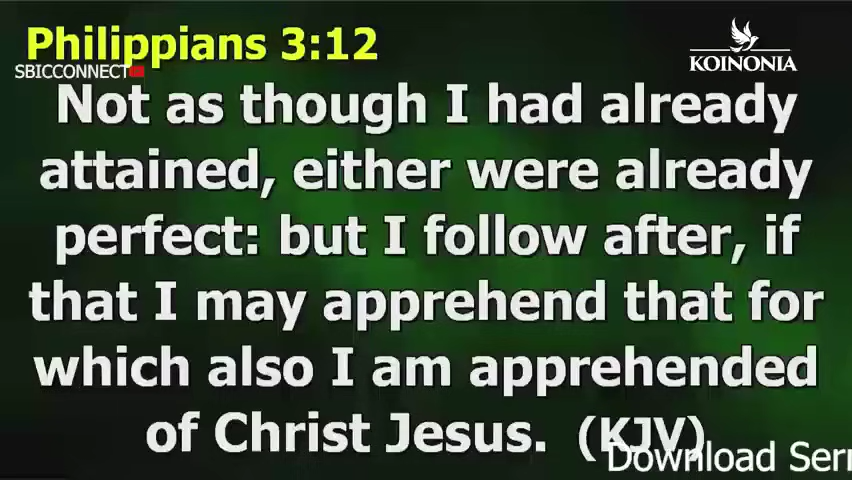 Philippians 3:12
KOINONIA
SBICCONNECT
Not as though I had already
attained, either were already
perfect: but I follow after, if
that I may apprehend that for
which also I am apprehended
of Christ Jesus. (KJV)
Download